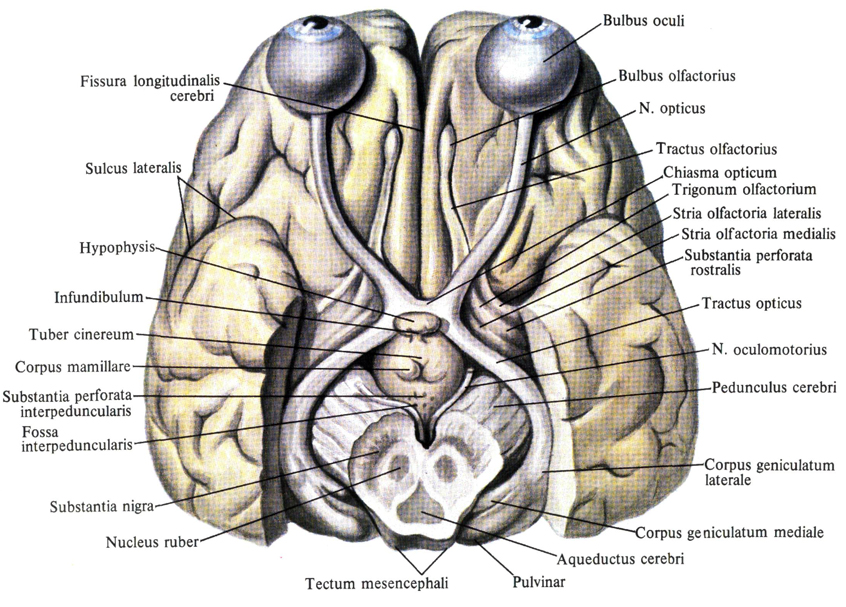 Bulbus oculi
Fissura longitudinalis
cerebri
Bulbus olfactorius
N. opticus
Tractus olfactorius
Sulcus lateralis
Chiasma opticum
Trigonum olfactorium
Stria olfactoria lateralis
Stria olfactoria medialis
Hypophysis
Substantia perforata
rostralis
Infundibulum
Tractus opticus
Tuber cinereum
N. oculomotorius
Corpus mamillare
Pedunculus cerebri
Substantia perforata
interpeduncularis
Fossa
interpeduncularis
Corpus geniculatum
laterale
Substantia nigra
Corpus geniculatum mediale
Nucleus ruber
Aqueductus cerebri
Tectum mesencephali
Pulvinar